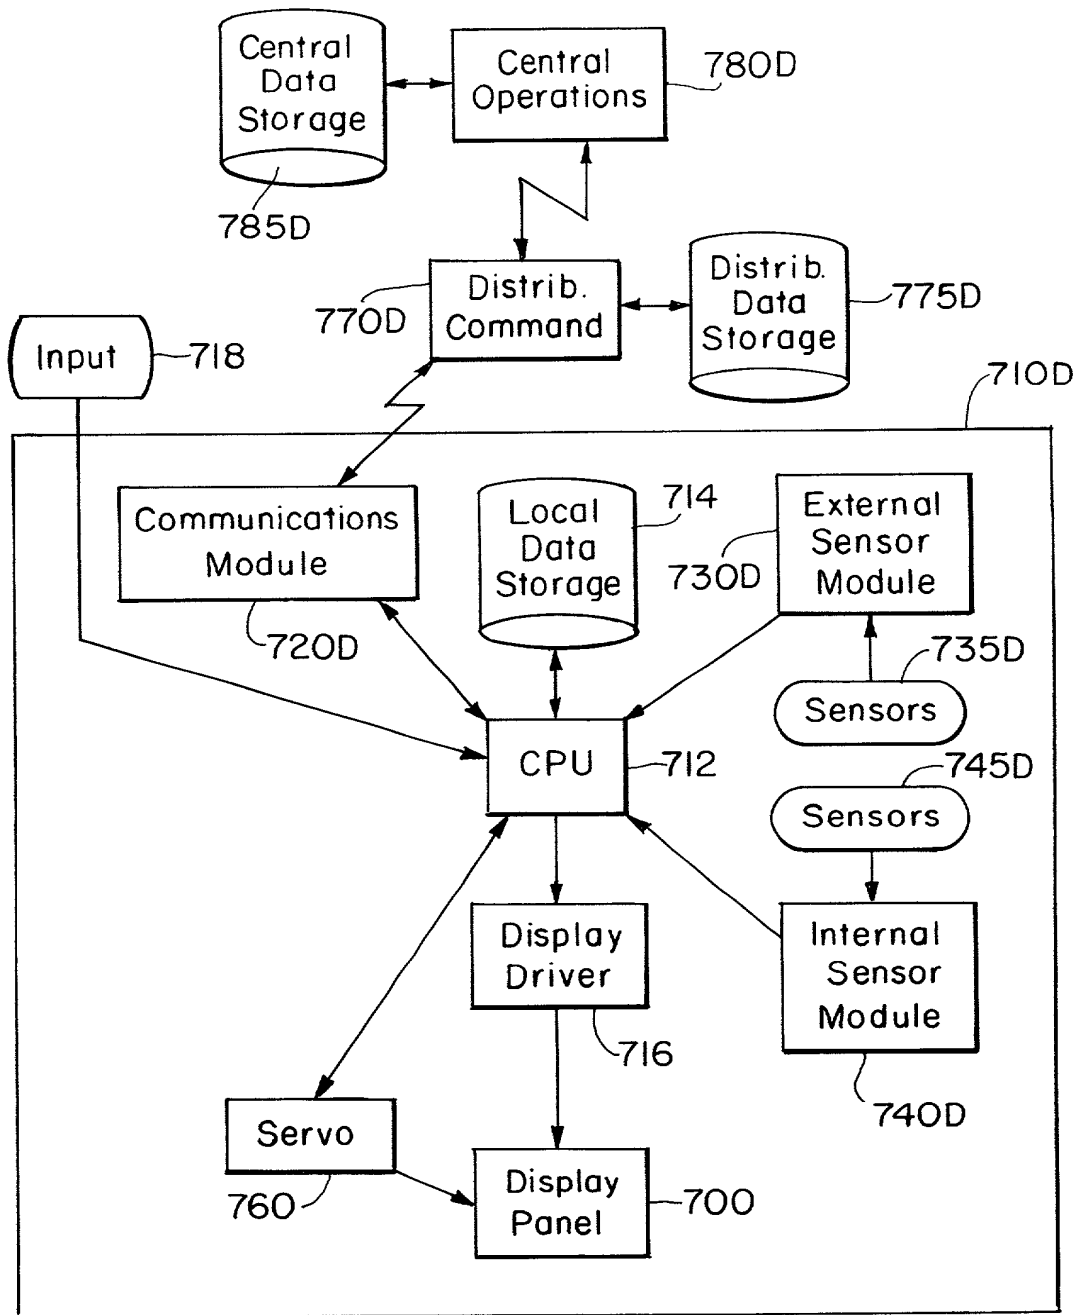 Central
Data
Storage
785D
Central
Operations
780D
Distrib.
Command
770D
Distrib.
Data
Storage
775D
Input
718
710D
Communications
Module
720D
Local
Data
Storage
714
External
Sensor
Module
730D
735D
Sensors
CPU
712
745D
Sensors
Display
Driver
716
Internal
Sensor
Module
740D
Servo
760
Display
Panel
700